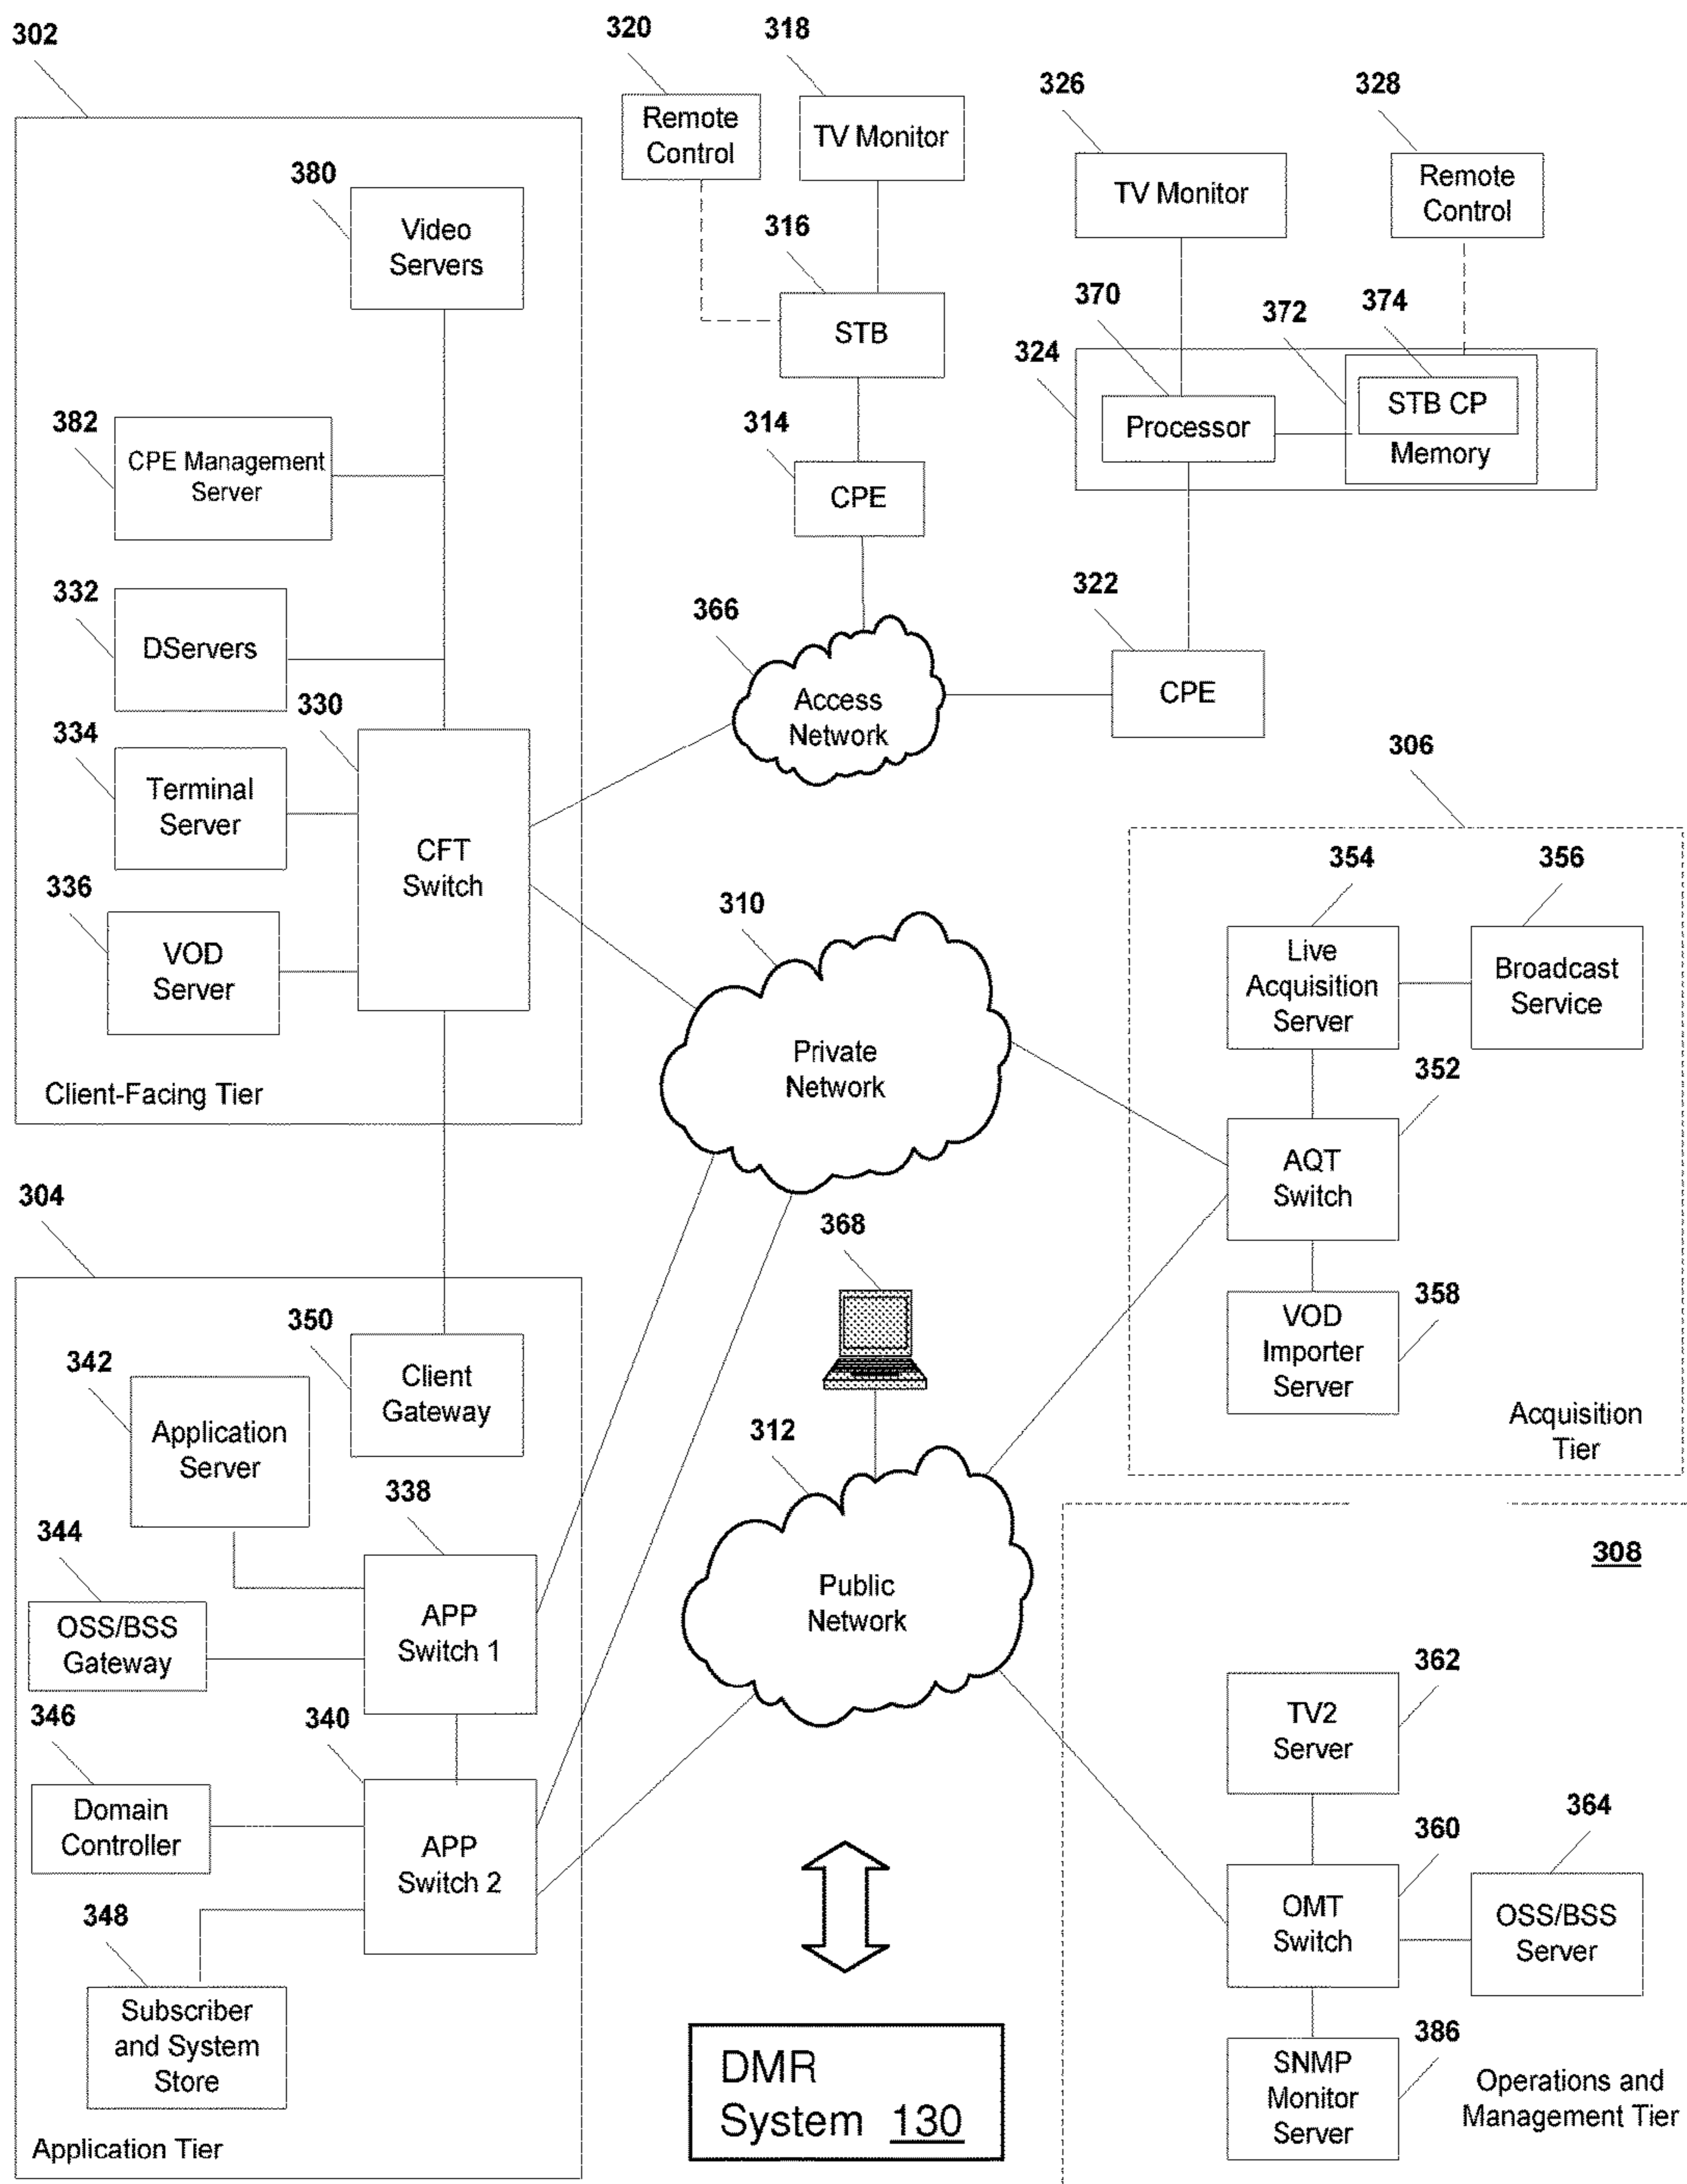 302
320
318
326
328
Remote
Control
TV Monitor
TV Monitor
Remote
Control
380
Video
Servers
316
STB
370
372
374
324
STB CP
Processor
Memory
382
CPE Management
Server
314
CPE
332
DServers
366
322
Access
Network
CPE
330
334
Terminal
Server
306
CFT
Switch
336
VOD
Server
310
354
356
Live
Acquisition
Server
Broadcast
Service
Private
Network
352
Client-Facing Tier
AQT
Switch
304
368
358
VOD
Importer
Server
350
Client
Gateway
342
Application
Server
312
Acquisition
Tier
338
344
308
OSS/BSS
Gateway
APP
Switch 1
Public
Network
362
TV2
Server
346
340
Domain
Controller
APP
Switch 2
364
360
OMT
Switch
OSS/BSS
Server
348
Subscriber
and System
Store
386
SNMP
Monitor
Server
DMR
System 130
Operations and
Management Tier
Application Tier